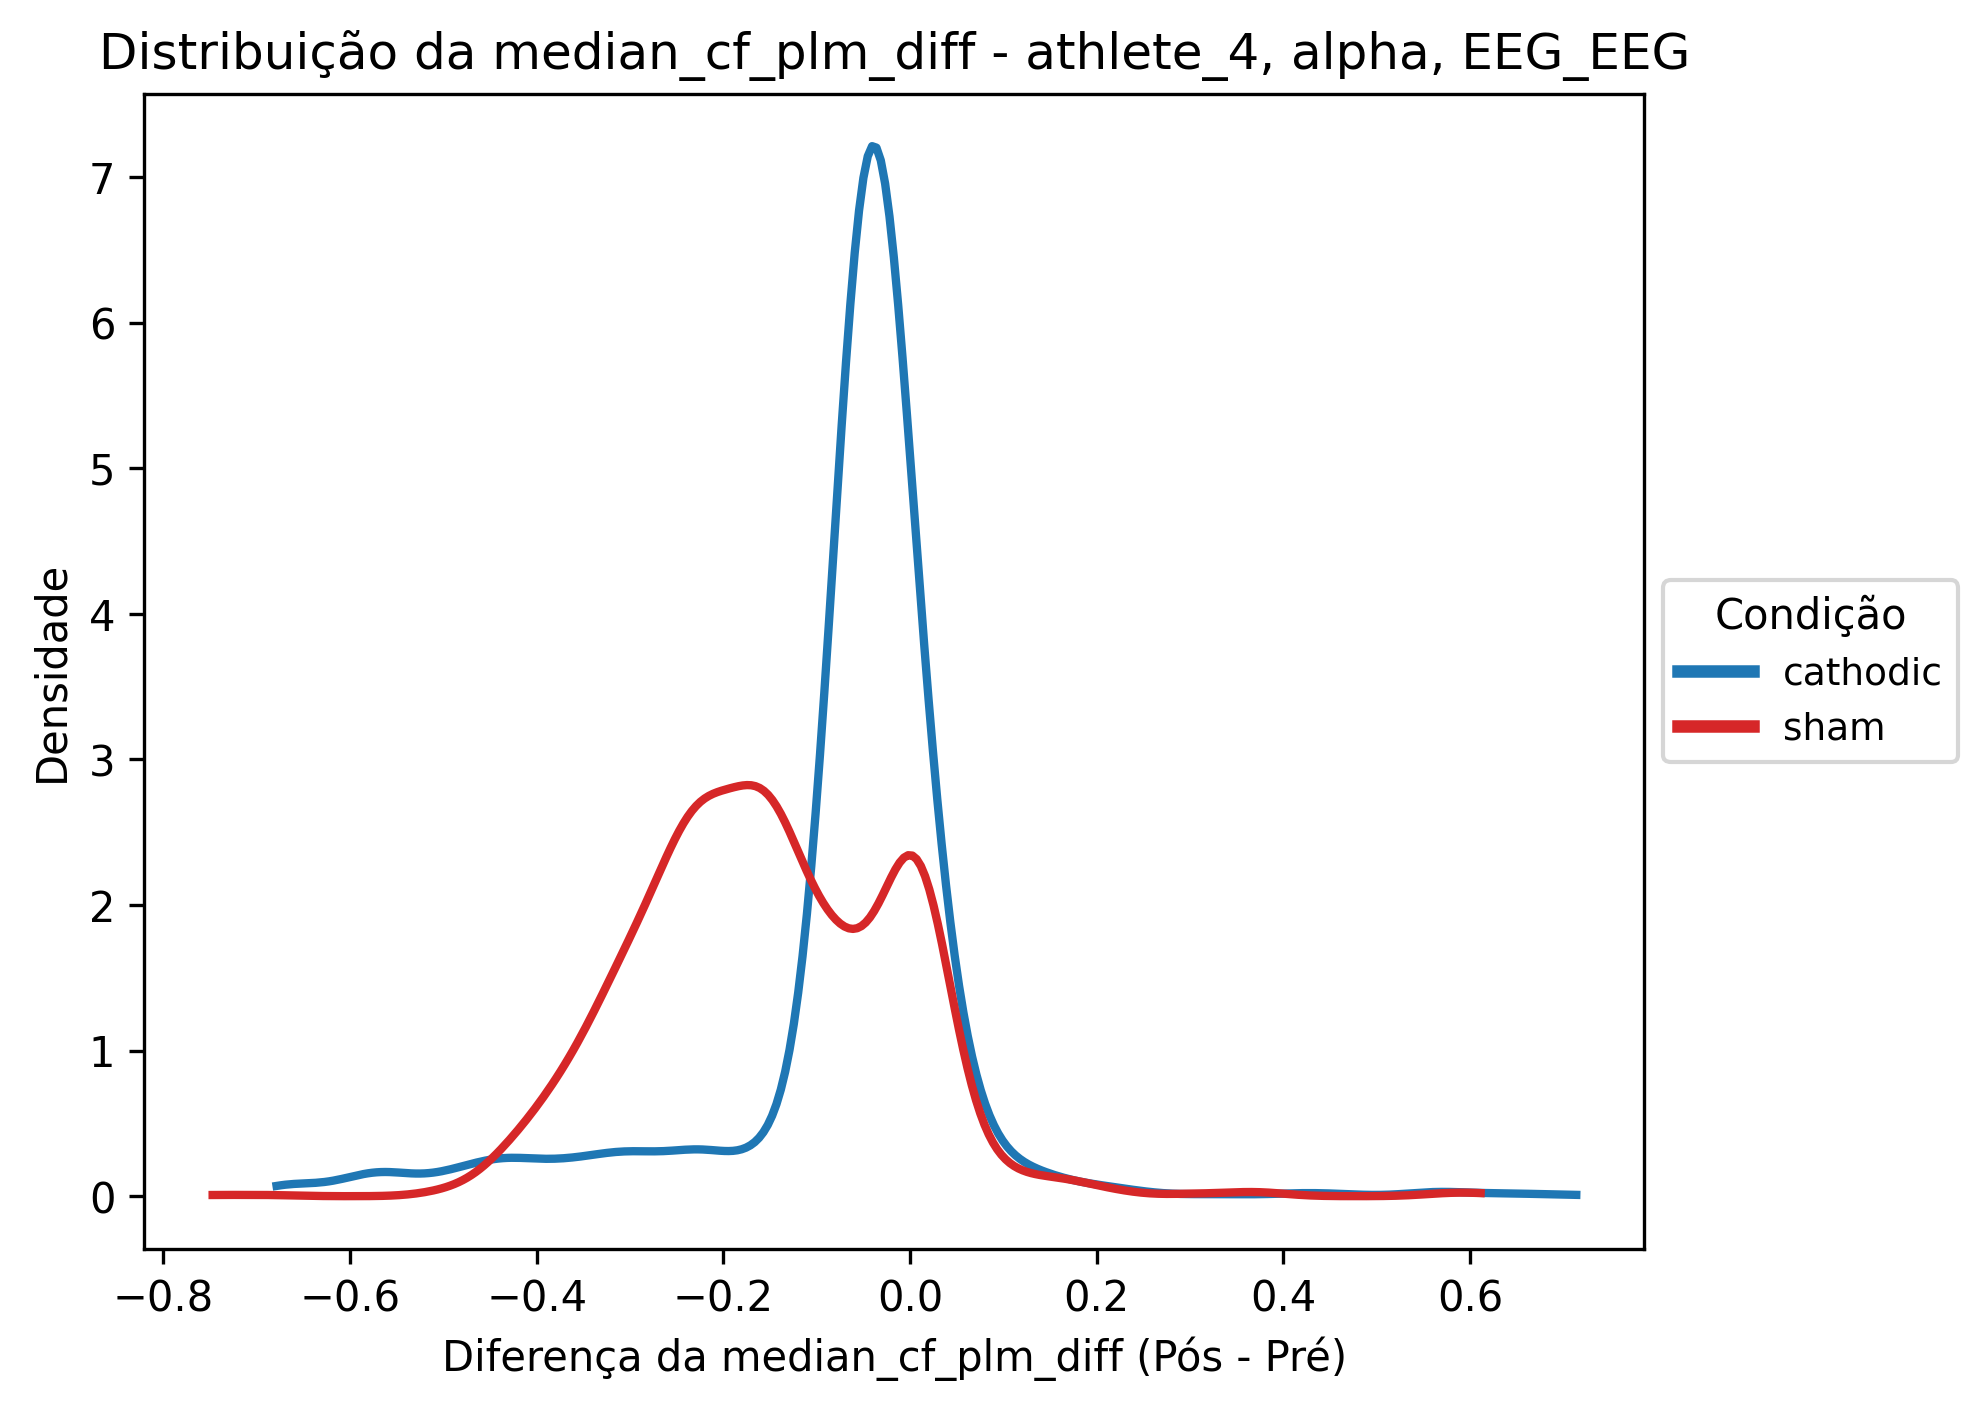 Distribuição da median_cf_plm_diff - athlete_4, alpha, EEG_EEG
7
6
5
4
3
2
1
0
Densidade
−0.8 −0.6 −0.4 −0.2 0.0 0.2 0.4 0.6
Diferença da median_cf_plm_diff (Pós - Pré)
Condição
cathodic
sham